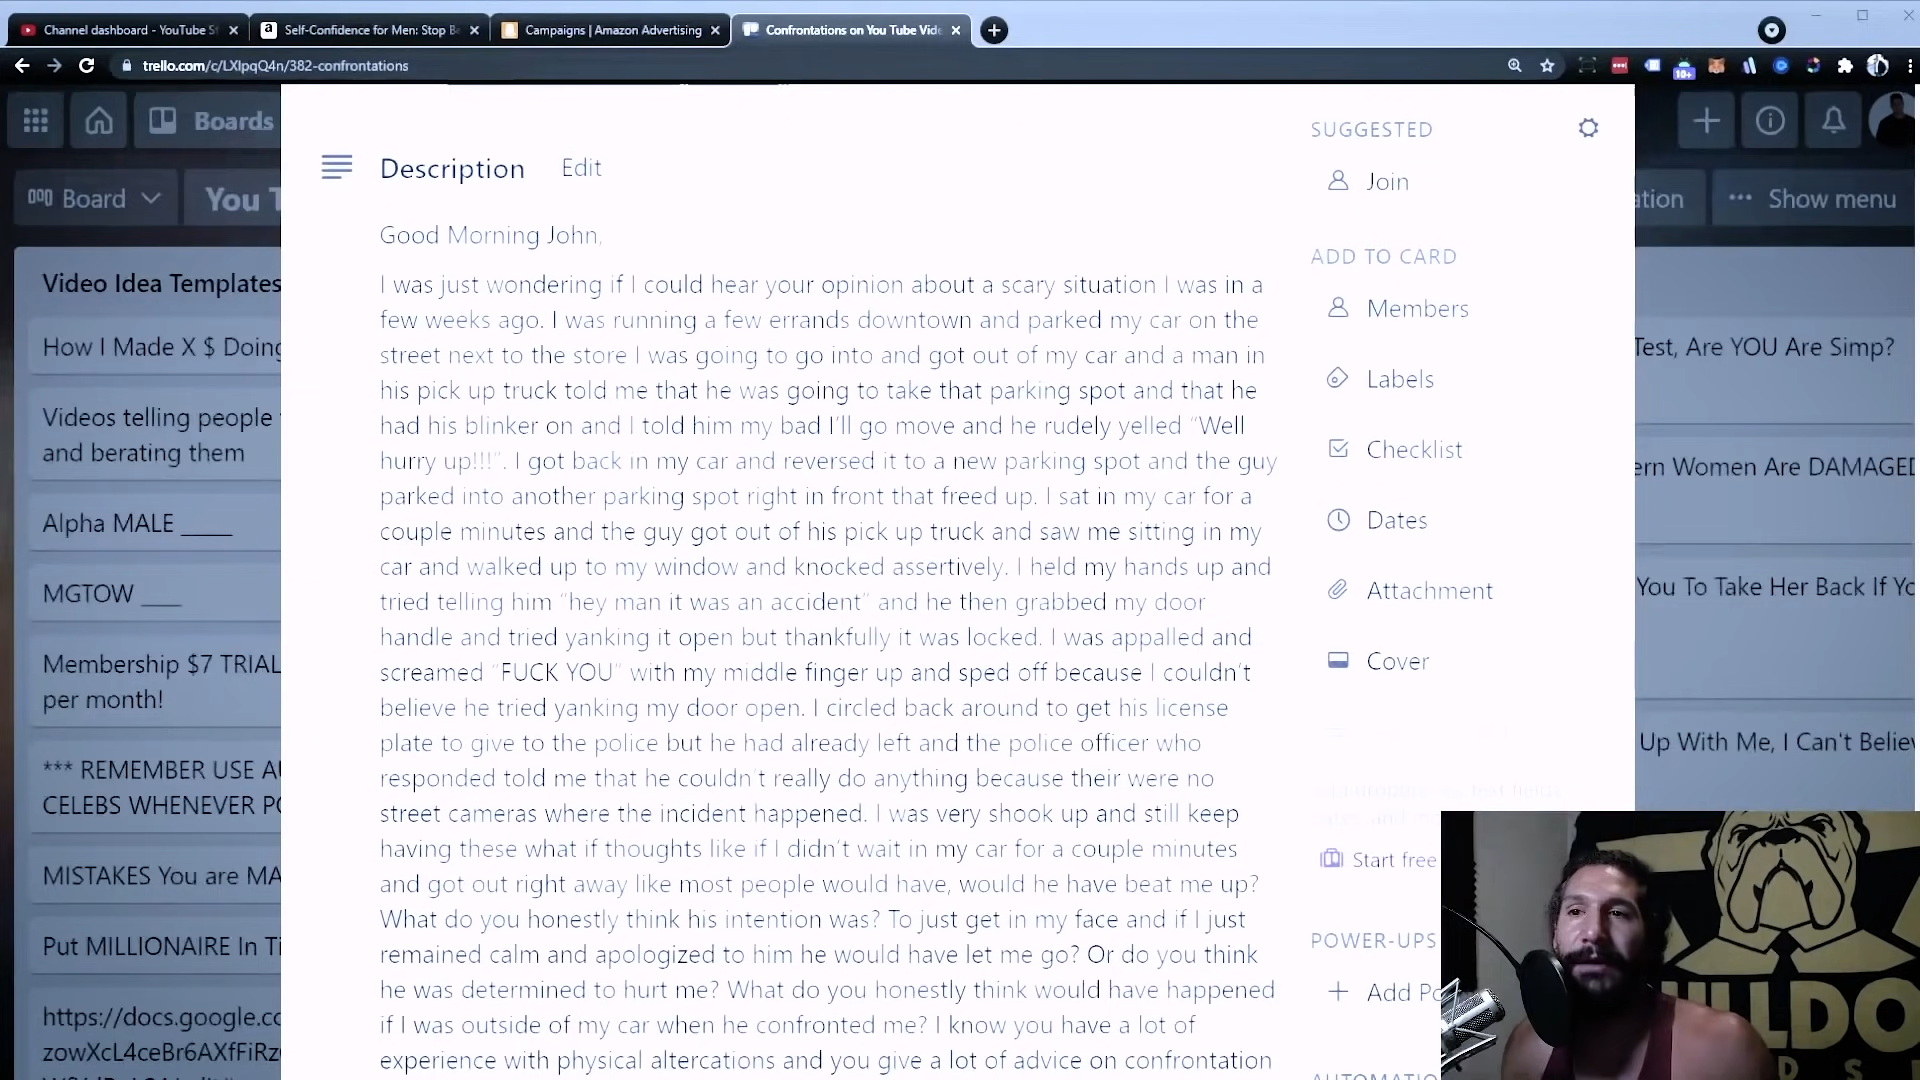 Channel dashboard - YouTube St
Self-Confidence for Men: Stop Be
Campaigns | Amazon Advertising
Confrontations on You Tube Vide
trello.com/c/LXIpqQ4n/382-confrontations
10+
Boards
Board
You T
ation
Show menu
Video Idea Templates
How I Made X $ Doing
Videos telling people
and berating them
Alpha MALE _____
MGTOW ____
Membership $7 TRIAL
per month!
*** REMEMBER USE AU
CELEBS WHENEVER PO
MISTAKES You are MA
Put MILLIONAIRE In Ti
https://docs.google.co
zowXcL4ceBr6AXfFiRz
Description Edit
Good Morning John,
I was just wondering if I could hear your opinion about a scary situation I was in a
few weeks ago. I was running a few errands downtown and parked my car on the
street next to the store I was going to go into and got out of my car and a man in
his pick up truck told me that he was going to take that parking spot and that he
had his blinker on and I told him my bad I'll go move and he rudely yelled “Well
hurry up!!!”. I got back in my car and reversed it to a new parking spot and the guy
parked into another parking spot right in front that freed up. I sat in my car for a
couple minutes and the guy got out of his pick up truck and saw me sitting in my
car and walked up to my window and knocked assertively. I held my hands up and
tried telling him “hey man it was an accident” and he then grabbed my door
handle and tried yanking it open but thankfully it was locked. I was appalled and
screamed “FUCK YOU” with my middle finger up and sped off because I couldn't
believe he tried yanking my door open. I circled back around to get his license
plate to give to the police but he had already left and the police officer who
responded told me that he couldn't really do anything because their were no
street cameras where the incident happened. I was very shook up and still keep
having these what if thoughts like if I didn't wait in my car for a couple minutes
and got out right away like most people would have, would he have beat me up?
What do you honestly think his intention was? To just get in my face and if I just
remained calm and apologized to him he would have let me go? Or do you think
he was determined to hurt me? What do you honestly think would have happened
if I was outside of my car when he confronted me? I know you have a lot of
experience with physical altercations and you give a lot of advice on confrontation
SUGGESTED
Join
ADD TO CARD
Members
Labels
Checklist
Dates
Attachment
Cover
Start free
POWER-UPS
Add Po
AUTOMATIO
Test, Are YOU Are Simp?
ern Women Are DAMAGED
You To Take Her Back If Yo
Up With Me, I Can't Believ
LLDO